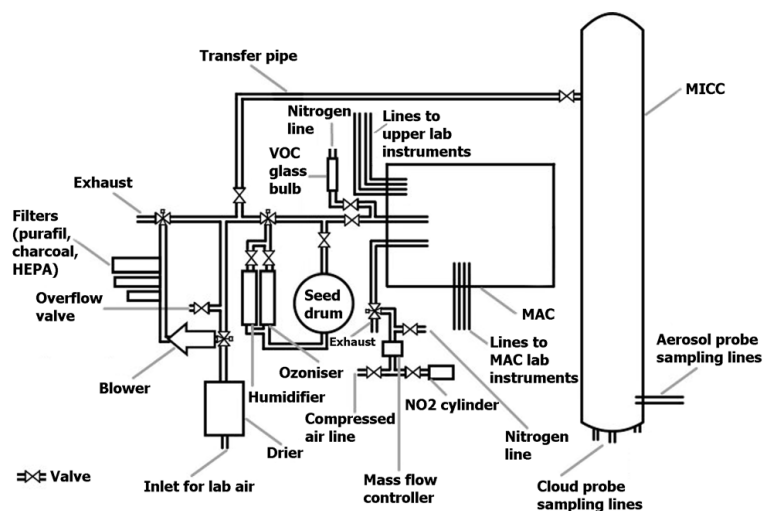 Transfer pipe
MICC
Nitrogen
line
Lines to
upper lab
instruments
VOC
glass
bulb
Exhaust
Filters
(purafil,
charcoal,
HEPA)
Overflow
valve
Seed
drum
MAC
Exhaust
Lines to
MAC lab
instruments
Aerosol probe
sampling lines
Blower
Ozoniser
Humidifier
Compressed
air line
NO2 cylinder
Nitrogen
line
Drier
Mass flow
controller
Valve
Inlet for lab air
Cloud probe
sampling lines